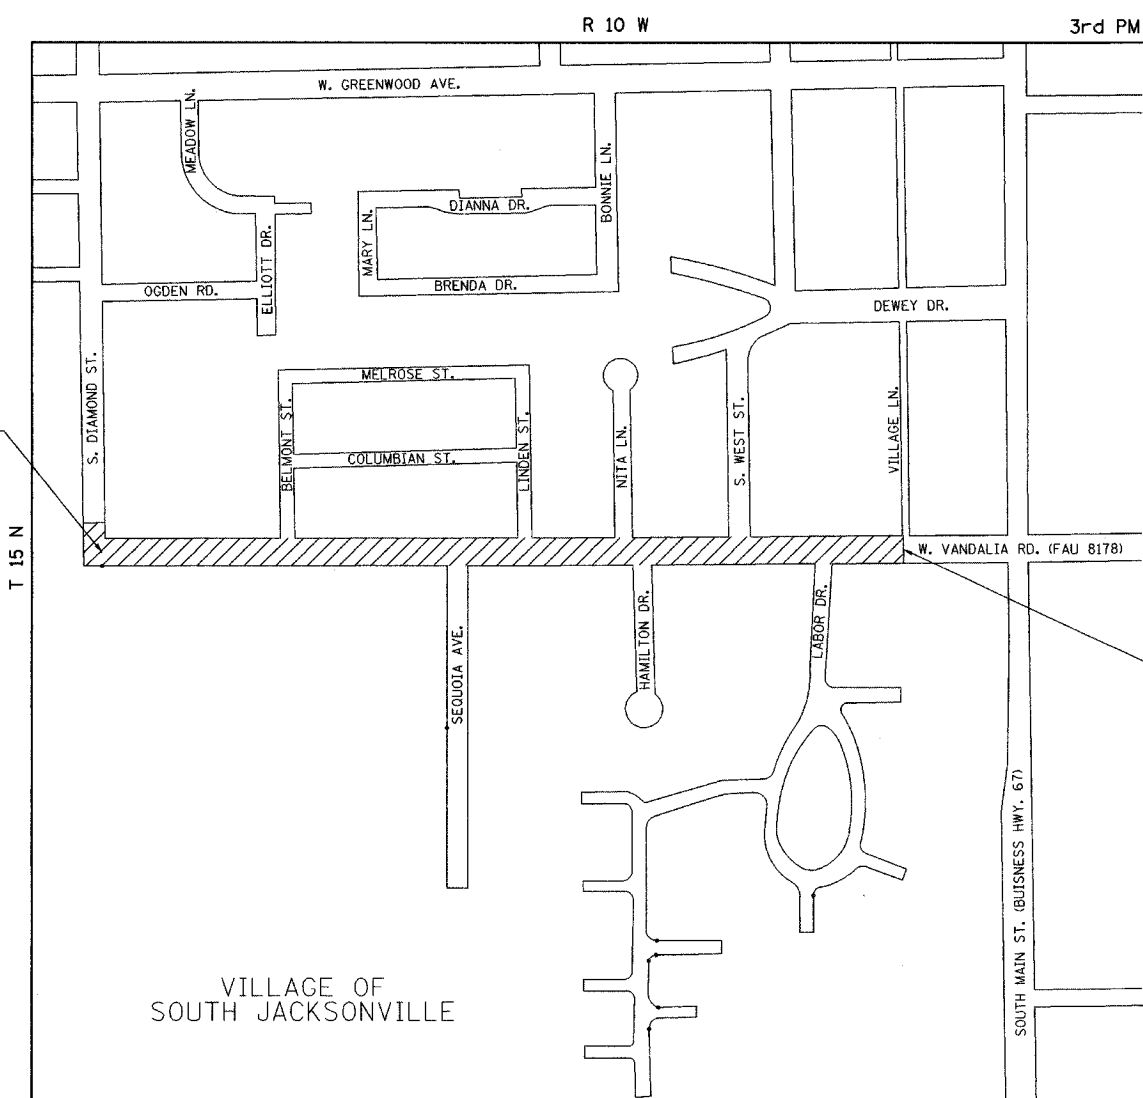 R 10 W
3rd PM
W. GREENWOOD AVE.
MEADOW LN.
BONNIE LN.
DIANNA DR.
MARY LN.
ELLIOTT DR.
BRENDA DR.
OGDEN RD.
DEWEY DR.
S. DIAMOND ST.
MELROSE ST.
BELMONT ST.
COLUMBIAN ST.
LINDEN ST.
NITA LN.
S. WEST ST.
VILLAGE LN.
T 15 N
W. VANDALIA RD. (FAU 8178)
SEQUOIA AVE.
HAMILTON DR.
LABOR DR.
SOUTH MAIN ST. (BUISNESS HWY. 67)
VILLAGE OF
SOUTH JACKSONVILLE